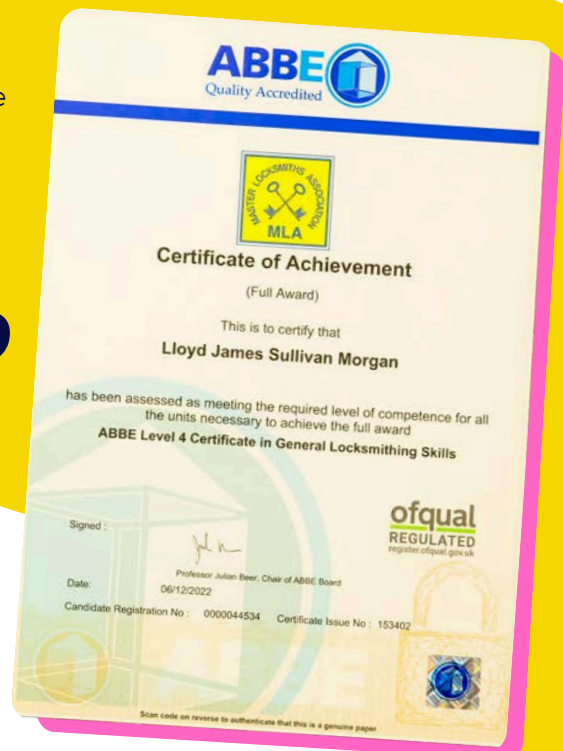 e
ABBE
Quality Accredited
MASTER LOCKSMITHS ASSOCIATION
MLA
Certificate of Achievement
(Full Award)
This is to certify that
Lloyd James Sullivan Morgan
has been assessed as meeting the required level of competence for all
the units necessary to achieve the full award
ABBE Level 4 Certificate in General Locksmithing Skills
ofqual
REGULATED
register.ofqual.gov.uk
Signed :
Professor Julian Beer, Chair of ABBE Board
Date: 06/12/2022
Candidate Registration No : 0000044534 Certificate Issue No : 153402
ABBE
Scan code on reverse to authenticate that this is a genuine paper